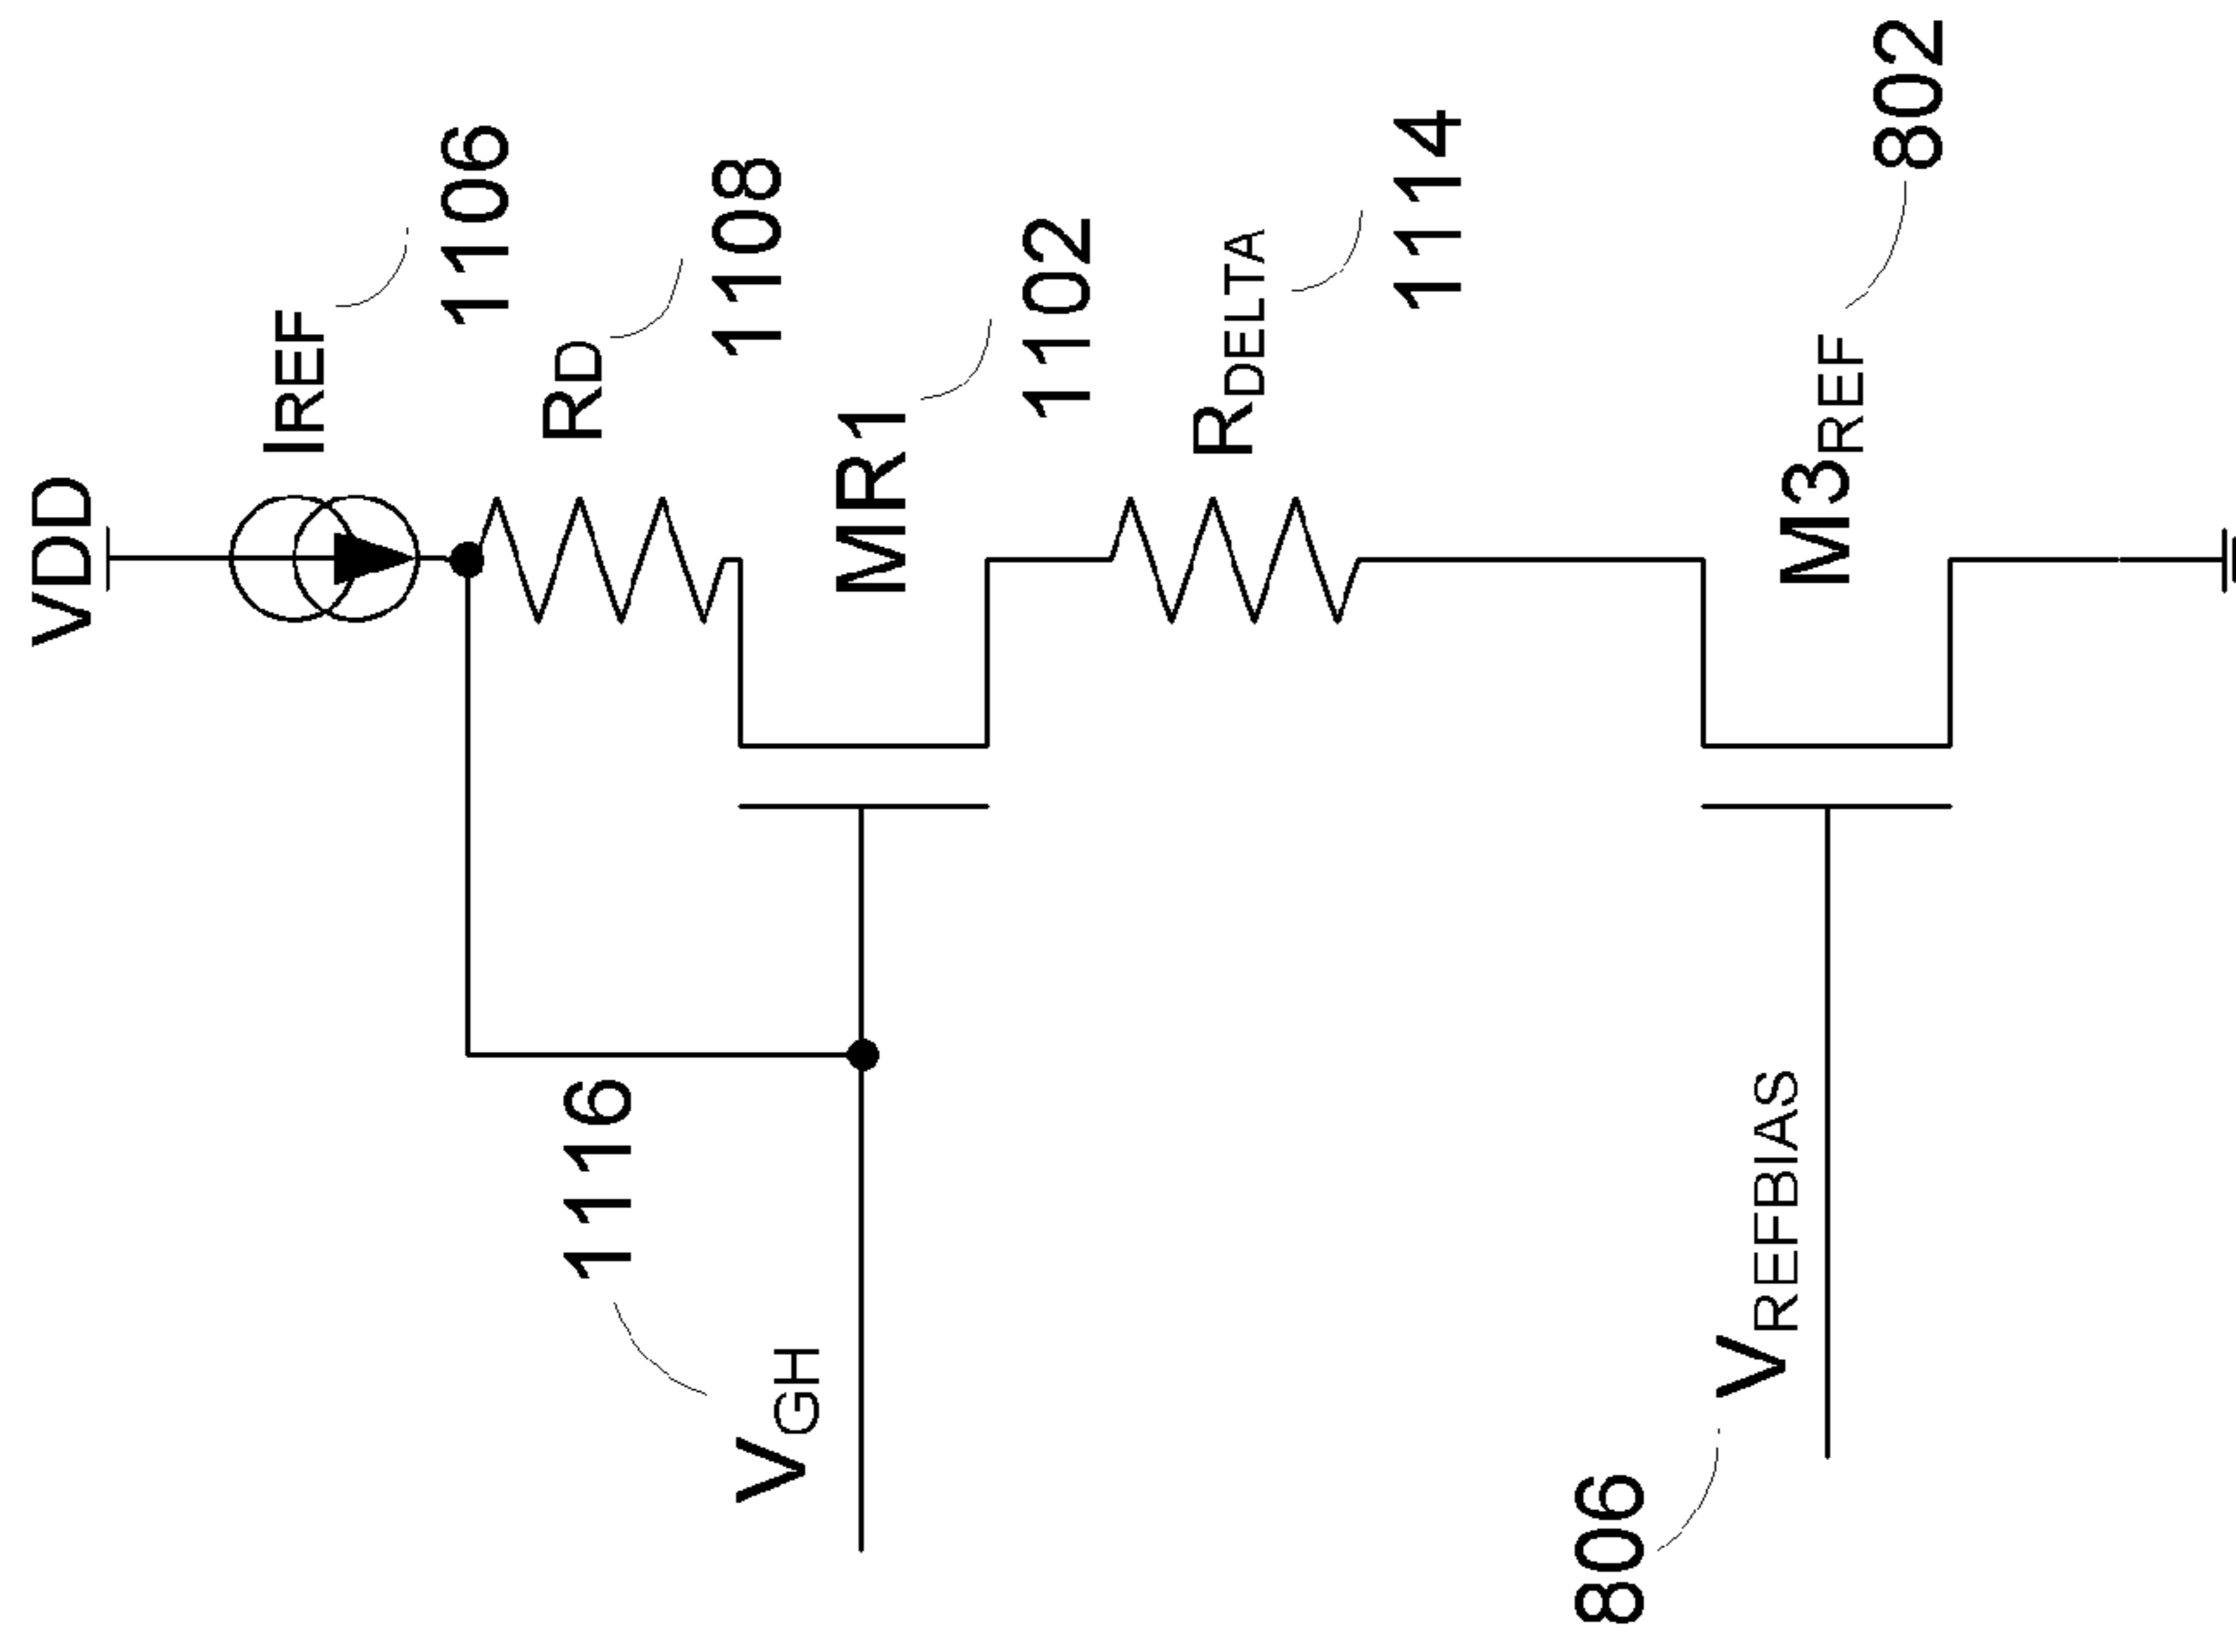 VDD
IREF
1106
RD
1108
MR1
1102
RDELTA
1114
1116
VGH
M3REF
802
VREFBIAS
806